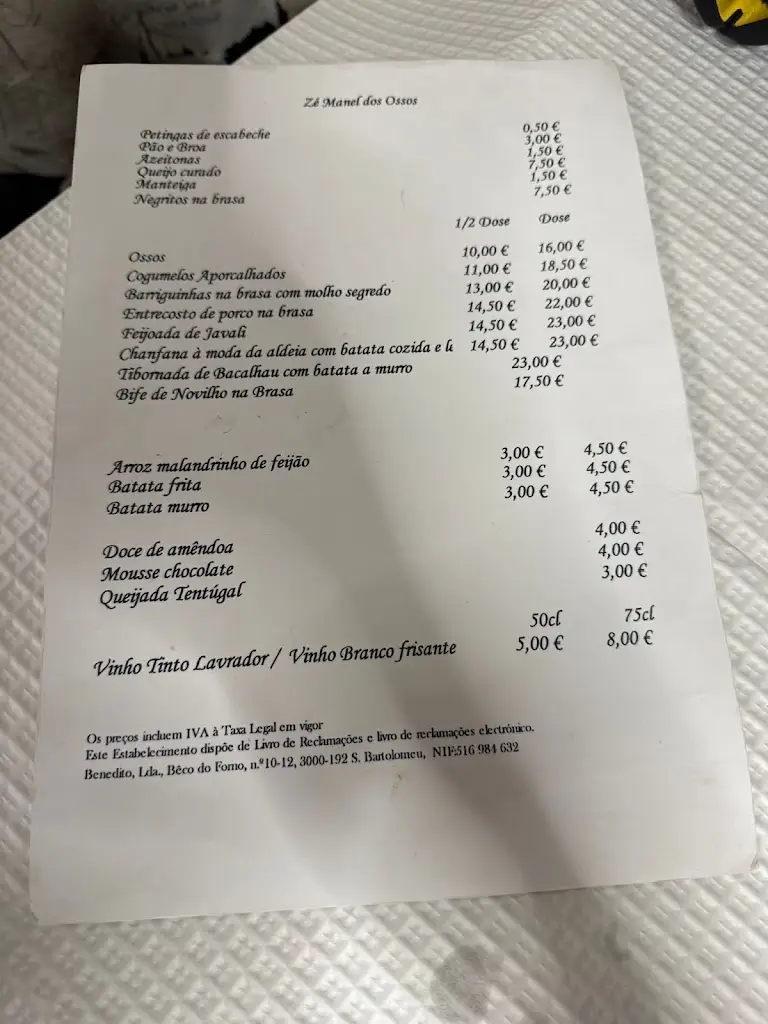 Zé Manel dos Ossos
Petingas de escabeche 0,50 €
Pão e Broa 3,00 €
Azeitonas 1,50 €
Queijo curado 7,50 €
Manteiga 1,50 €
Negritos na brasa 7,50 €
1/2 Dose Dose
Ossos 10,00 € 16,00 €
Cogumelos Aporcalhados 11,00 € 18,50 €
Barriguinhas na brasa com molho segredo 13,00 € 20,00 €
Entrecosto de porco na brasa 14,50 € 22,00 €
Feijoada de Javali 14,50 € 23,00 €
Chanfana à moda da aldeia com batata cozida e 14,50 € 23,00 €
Tibornada de Bacalhau com batata a murro 23,00 €
Bife de Novilho na Brasa 17,50 €
Arroz malandrinho de feijão 3,00 € 4,50 €
Batata frita 3,00 € 4,50 €
Batata murro 3,00 € 4,50 €
Doce de amêndoa 4,00 €
Mousse chocolate 4,00 €
Queijada Tentúgal 3,00 €
50cl 75cl
Vinho Tinto Lavrador / Vinho Branco frisante 5,00 € 8,00 €
Os preços incluem IVA à Taxa Legal em vigor
Este Estabelecimento dispõe de Livro de Reclamações e livro de reclamações electrónico.
Benedito, Lda., Bêco do Forno, n.º10-12, 3000-192 S. Bartolomeu, NIF:516 984 632